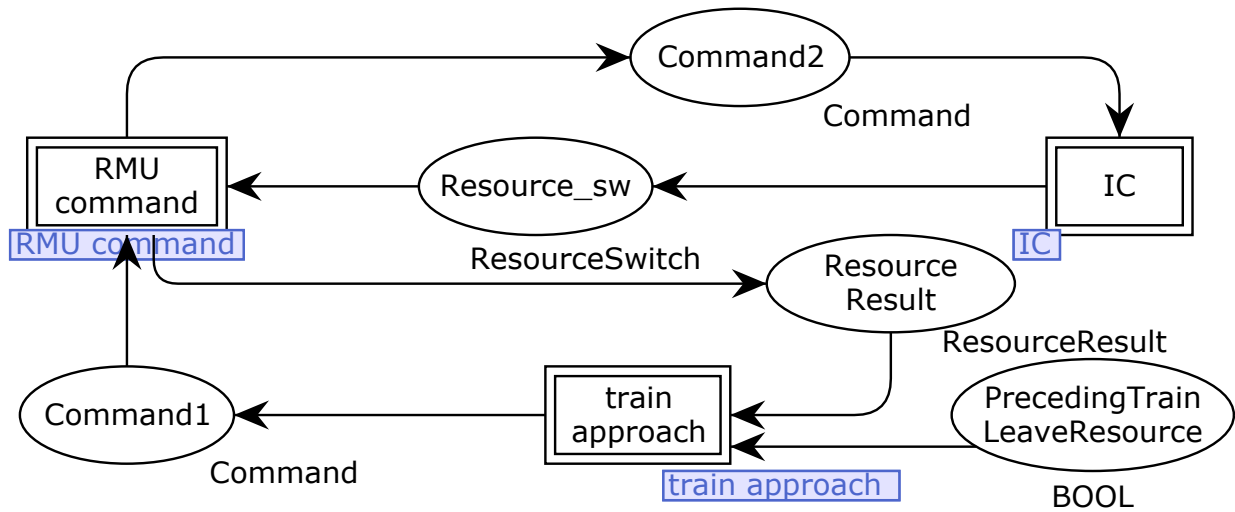 Command2
Command
RMU
command
RMU command
Resource_sw
ResourceSwitch
IC
IC
Resource
Result
ResourceResult
Command1
Command
train
approach
train approach
PrecedingTrain
LeaveResource
BOOL